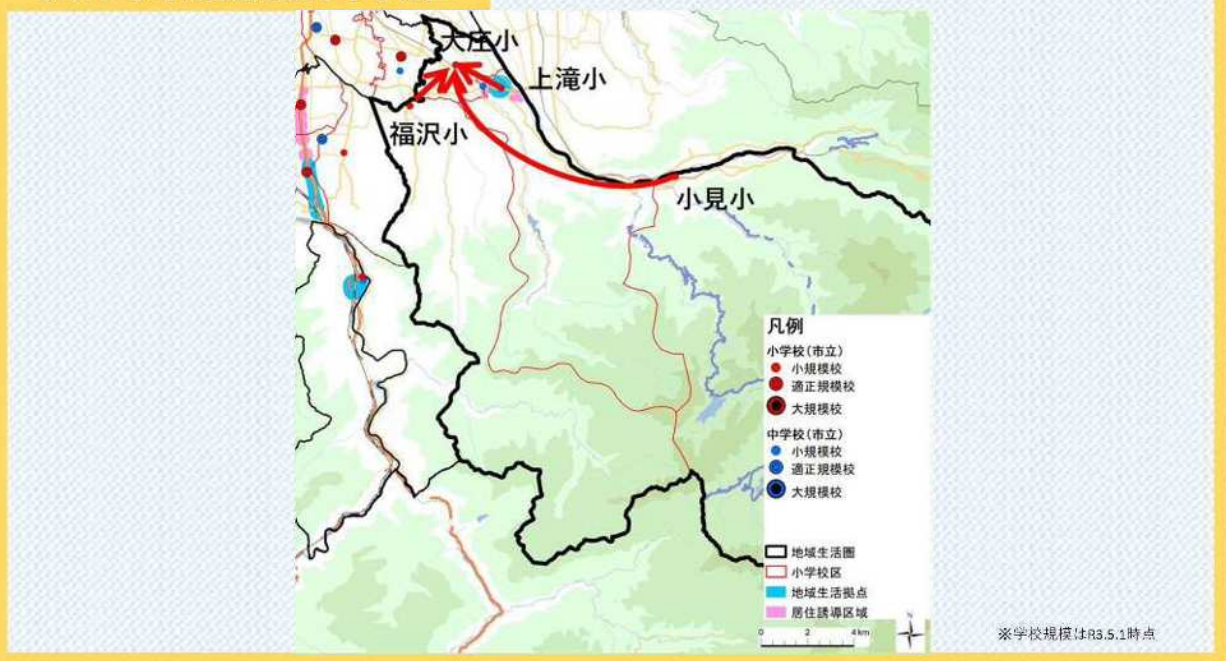 大庄小
上滝小
福沢小
小見小
凡例
小学校(市立)
小規模校
適正規模校
大規模校
中学校(市立)
小規模校
適正規模校
大規模校
地域生活圏
小学校区
地域生活拠点
居住誘導区域
0 2 4km
※学校規模はR3.5.1時点